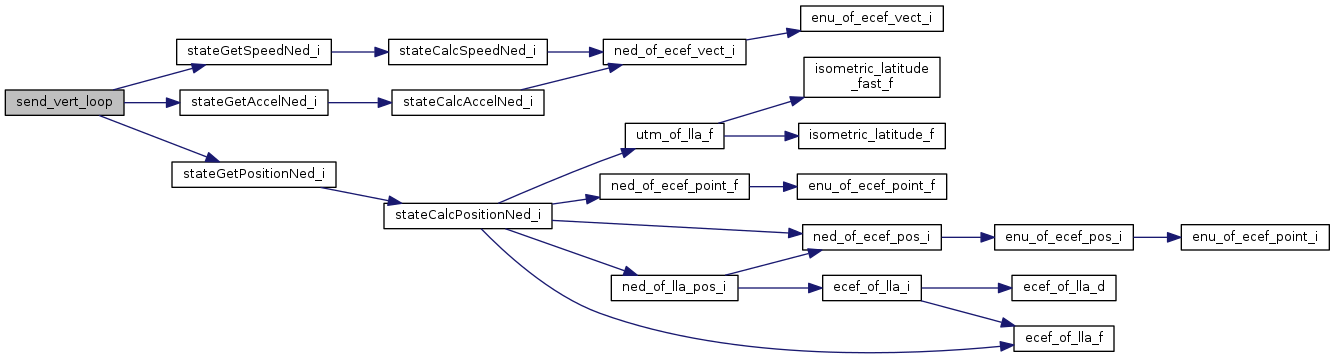 send_vert_loop
stateGetSpeedNed_i
stateCalcSpeedNed_i
ned_of_ecef_vect_i
enu_of_ecef_vect_i
stateGetAccelNed_i
stateCalcAccelNed_i
stateGetPositionNed_i
stateCalcPositionNed_i
utm_of_lla_f
isometric_latitude
_fast_f
isometric_latitude_f
ned_of_ecef_point_f
enu_of_ecef_point_f
ned_of_ecef_pos_i
enu_of_ecef_pos_i
enu_of_ecef_point_i
ned_of_lla_pos_i
ecef_of_lla_i
ecef_of_lla_d
ecef_of_lla_f